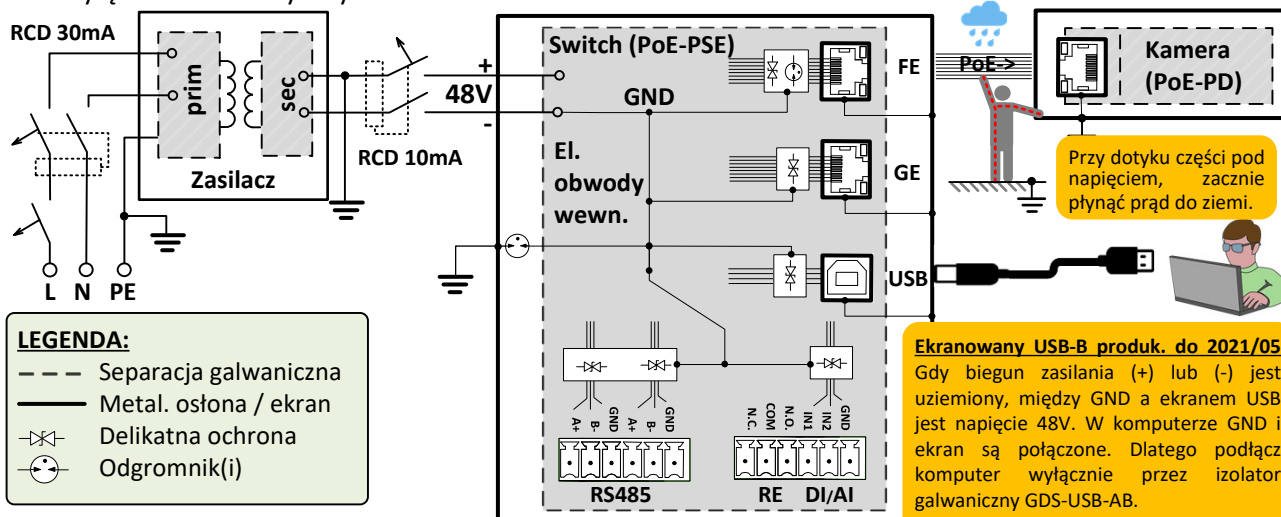 RCD 30mA
prim
sec
Zasilacz
L N PE
RCD 10mA
+
48V
-
Switch (PoE-PSE)
GND
El.
obwody
wewn.
FE
GE
USB
PoE->
Kamera
(PoE-PD)
Przy dotyku części pod
napięciem, zacznie
płynąć prąd do ziemi.
A+ B- GND A+ B- GND
RS485
N.C. COM N.O. IN1 IN2 GND
RE DI/AI
LEGENDA:
Separacja galwaniczna
Metal. osłona / ekran
Delikatna ochrona
Odgromnik(i)
Ekranowany USB-B produk. do 2021/05
Gdy biegun zasilania (+) lub (-) jest
uziemiony, między GND a ekranem USB
jest napięcie 48V. W komputerze GND i
ekran są połączone. Dlatego podłącz
komputer wyłącznie przez izolator
galwaniczny GDS-USB-AB.